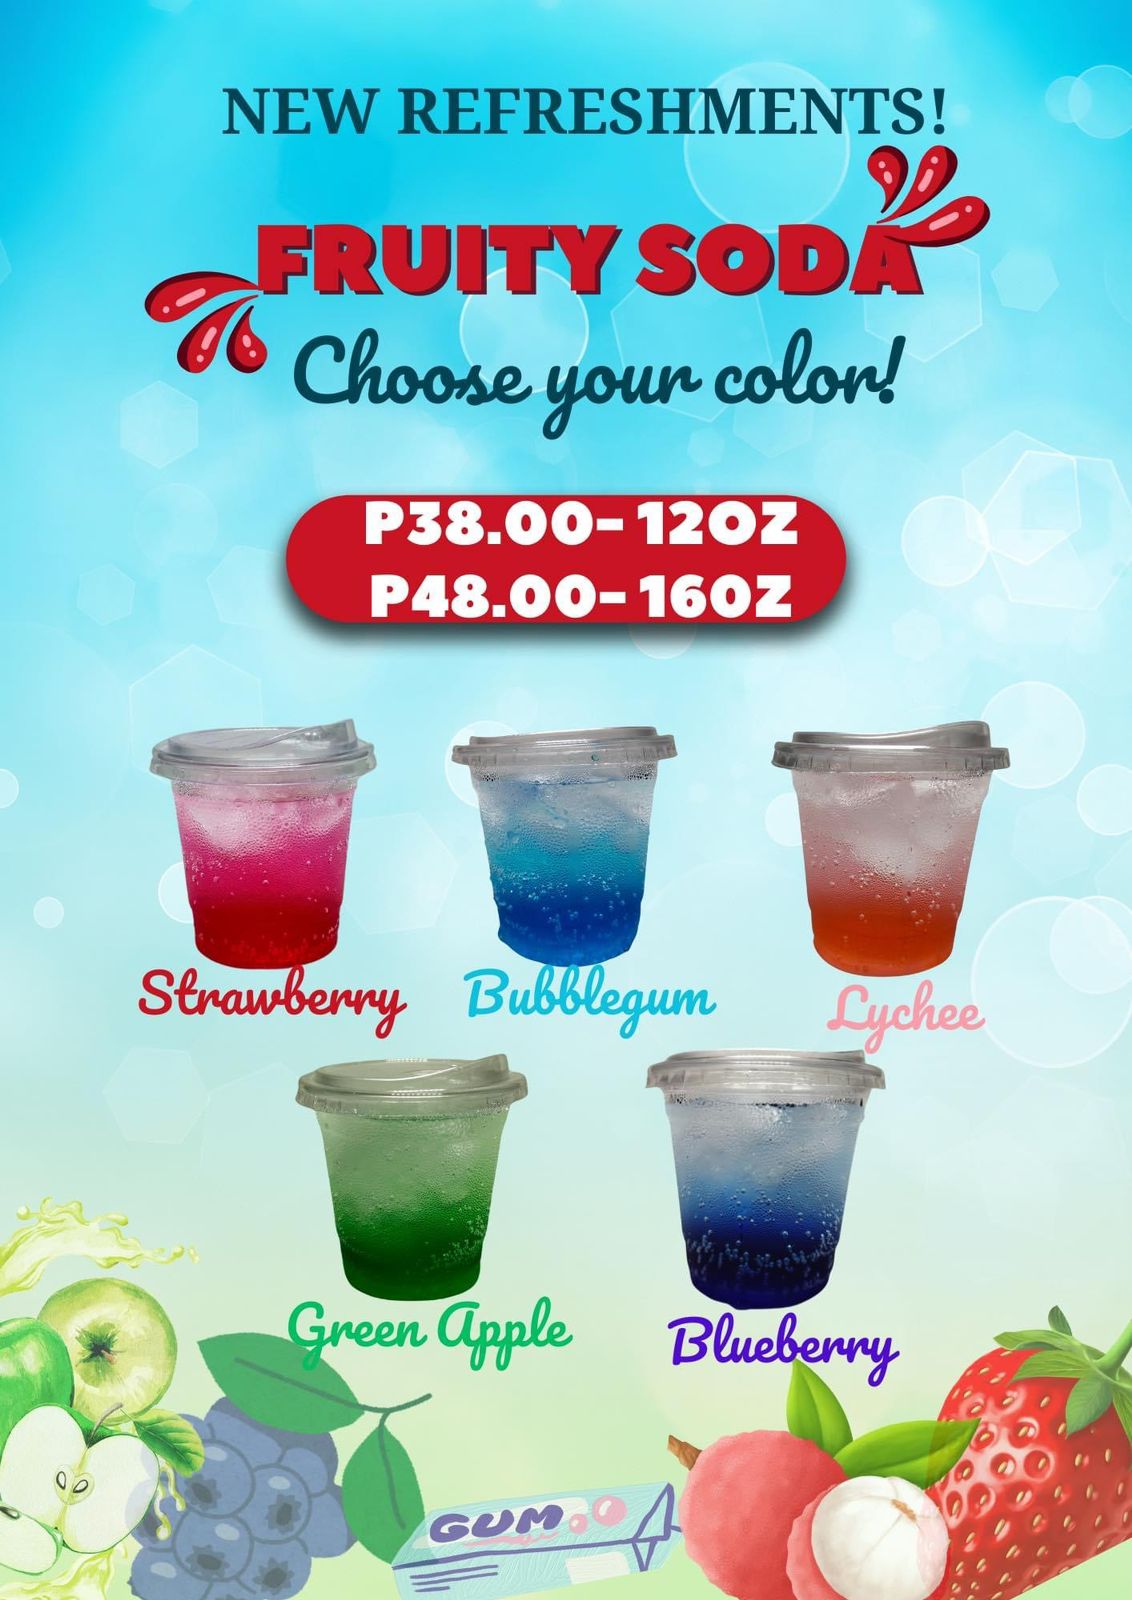 NEW REFRESHMENTS!
FRUITY SODA
Choose your color!
P38.00- 12OZ
P48.00- 16OZ
Strawberry
Bubblegum
Lychee
Green Apple
Blueberry
GUM